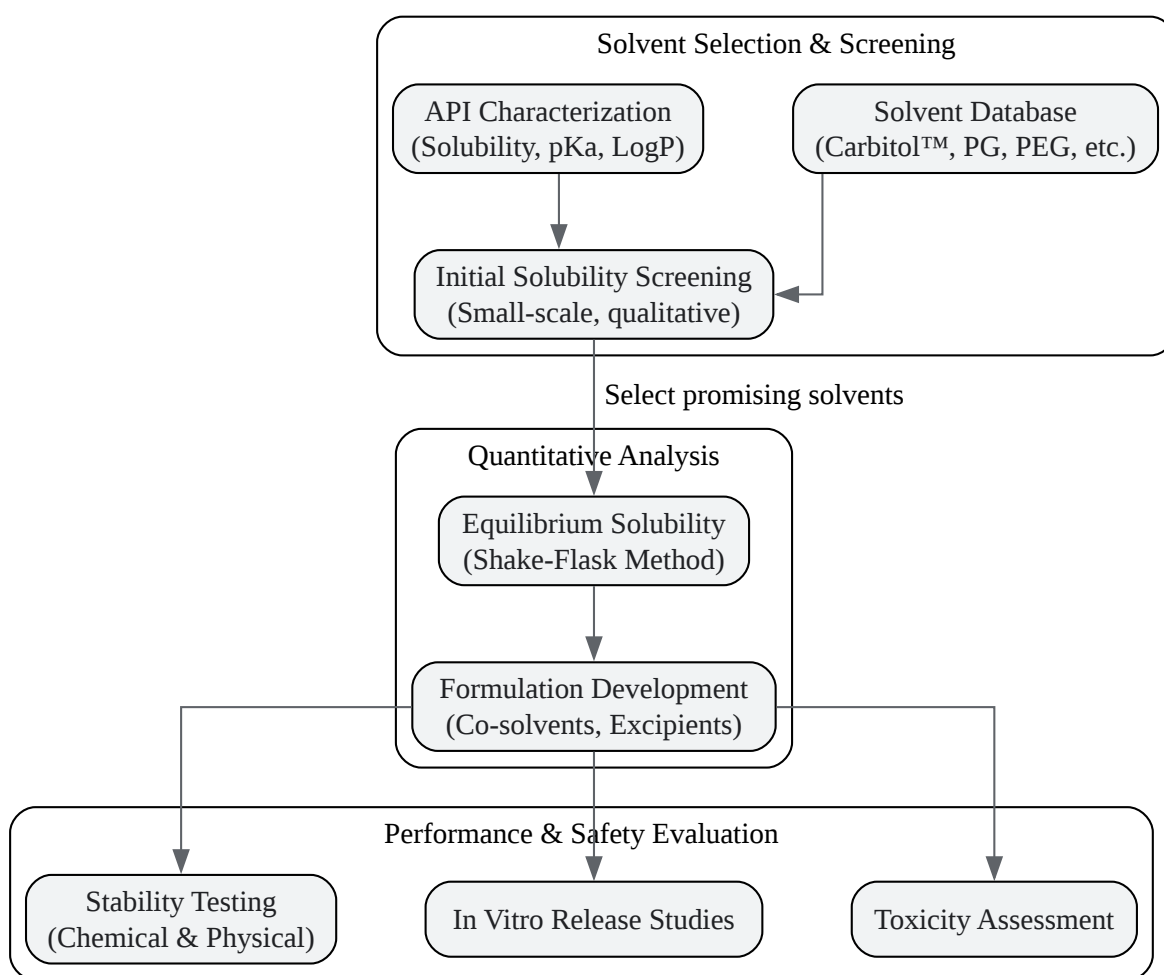 Solvent Selection & Screening
API Characterization
(Solubility, pKa, LogP)
Solvent Database
(Carbitol™, PG, PEG, etc.)
Initial Solubility Screening
(Small-scale, qualitative)
Select promising solvents
Quantitative Analysis
Equilibrium Solubility
(Shake-Flask Method)
Formulation Development
(Co-solvents, Excipients)
Performance & Safety Evaluation
Stability Testing
(Chemical & Physical)
In Vitro Release Studies
Toxicity Assessment